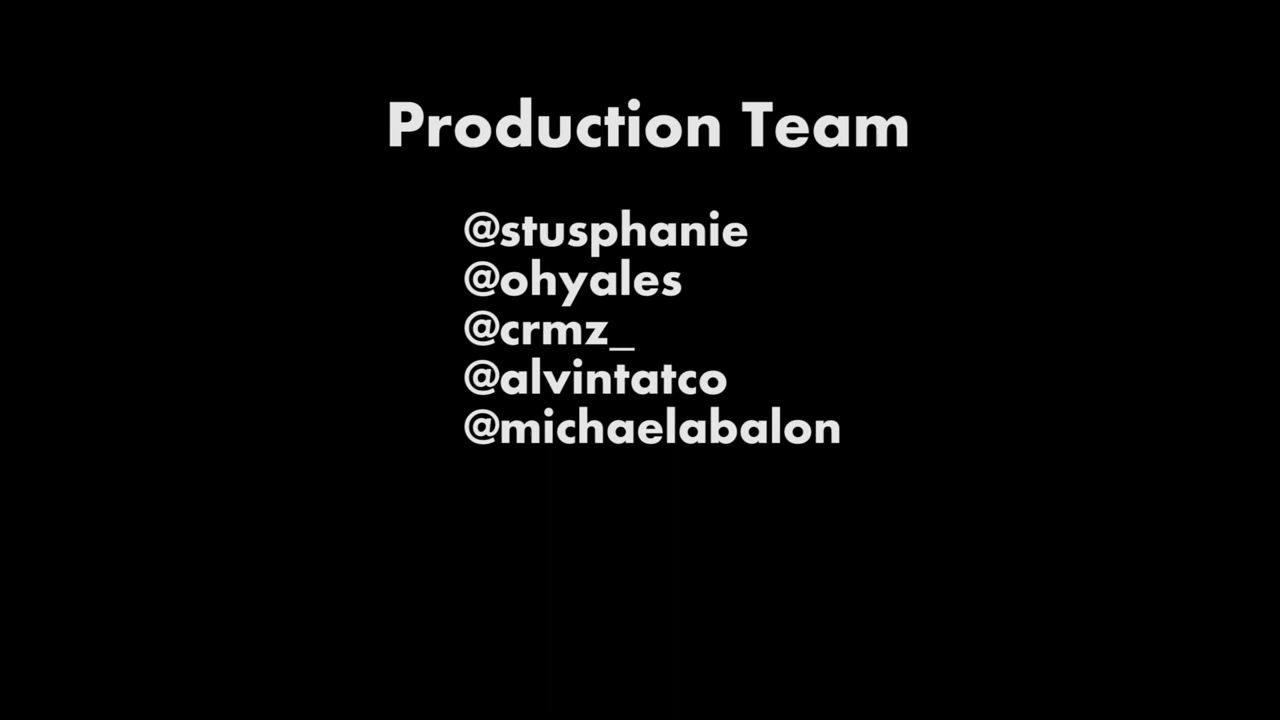 Production Team
@stusphanie
@ohyales
@crmz_
@alvintatco
@michaelabalon